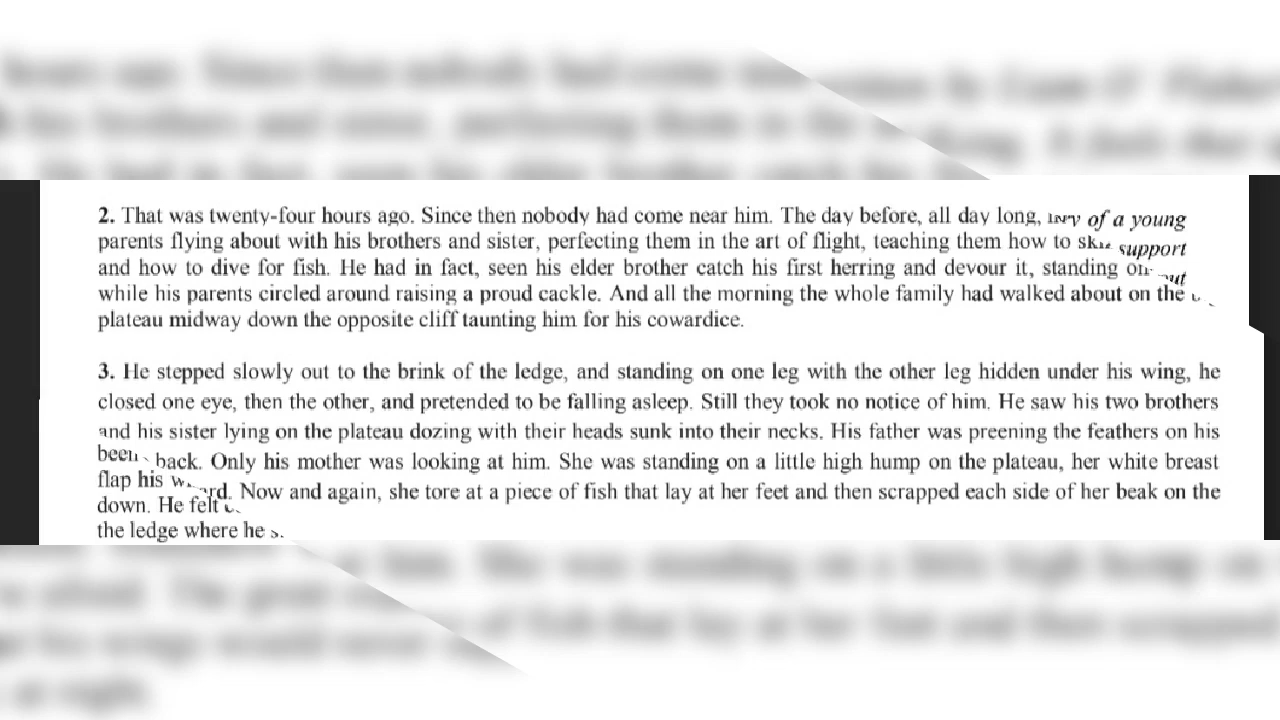 2. That was twenty-four hours ago. Since then nobody had come near him. The day before, all day long, of a young
parents flying about with his brothers and sister, perfecting them in the art of flight, teaching them how to support
and how to dive for fish. He had in fact, seen his elder brother catch his first herring and devour it, standing
while his parents circled around raising a proud cackle. And all the morning the whole family had walked about on the
plateau midway down the opposite cliff taunting him for his cowardice.
3. He stepped slowly out to the brink of the ledge, and standing on one leg with the other leg hidden under his wing, he
closed one eye, then the other, and pretended to be falling asleep. Still they took no notice of him. He saw his two brothers
and his sister lying on the plateau dozing with their heads sunk into their necks. His father was preening the feathers on his
back. Only his mother was looking at him. She was standing on a little high hump on the plateau, her white breast
flap his
Now and again, she tore at a piece of fish that lay at her feet and then scrapped each side of her beak on the
down. He felt
the ledge where he